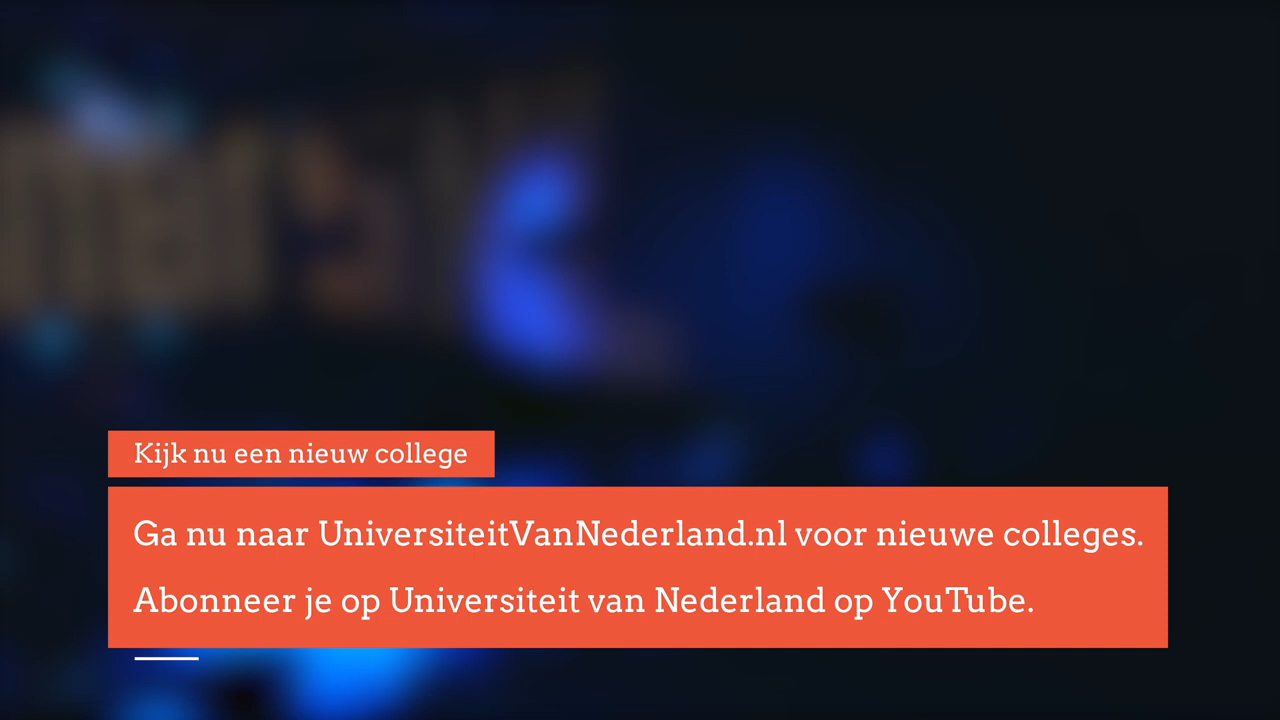 Kijk nu een nieuw college
Ga nu naar UniversiteitVanNederland.nl voor nieuwe colleges.
Abonneer je op Universiteit van Nederland op YouTube.